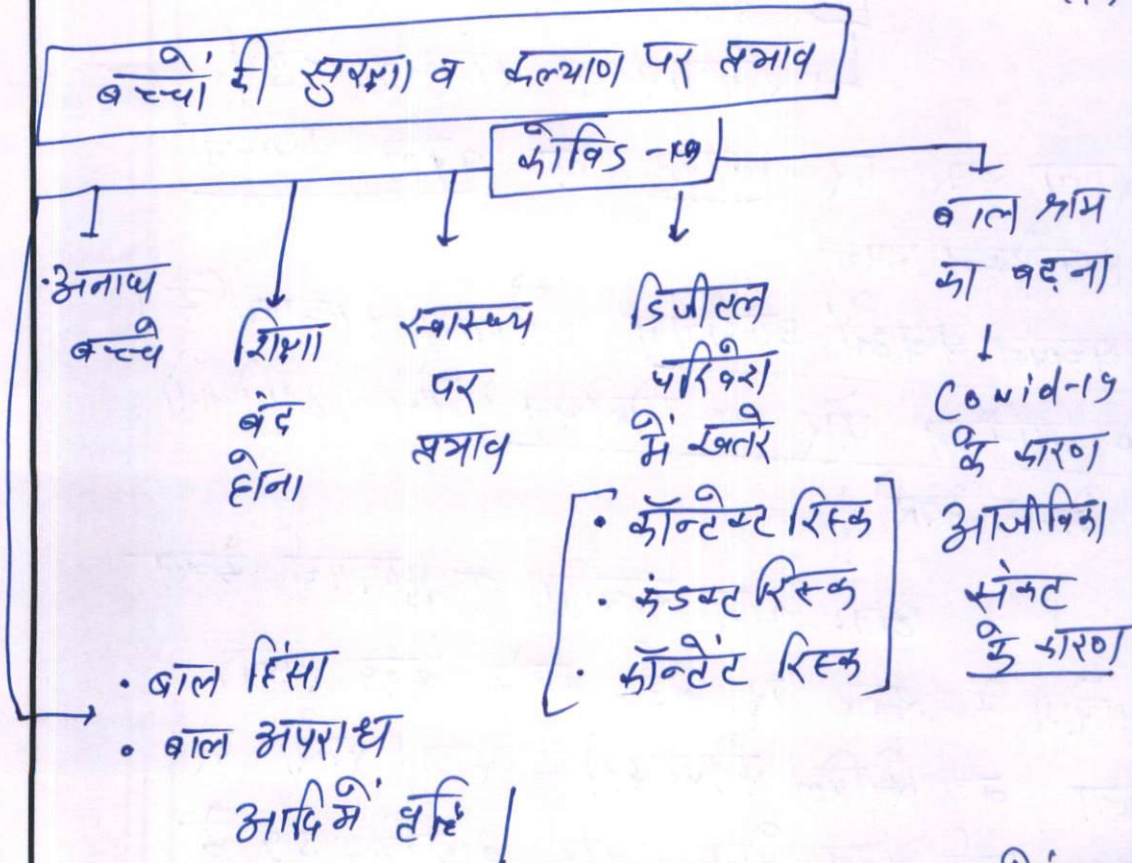 बच्चों की सुरक्षा व कल्याण पर प्रभाव
कोविड -19
अनाथ
बच्चे
शिक्षा
बंद
होना
स्वास्थ्य
पर
प्रभाव
डिजीटल
परिवेश
में खतरे
• कॉन्टेक्ट रिस्क
• कंडक्ट रिस्क
• कॉन्टेंट रिस्क
बाल श्रम
का बढ़ना
Covid-19
के कारण
आजीविका
संकट
के कारण
• बाल हिंसा
• बाल अपराध
आदि में वृद्धि